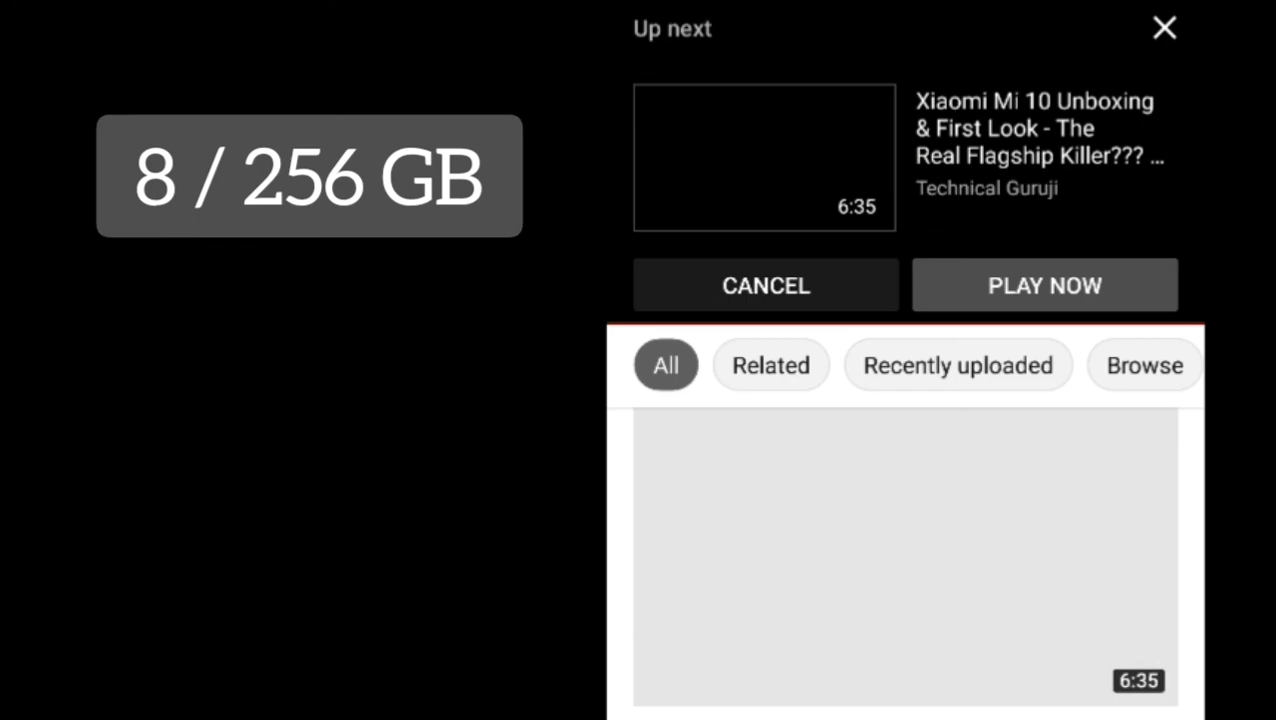 8 / 256 GB
Up next
Xiaomi Mi 10 Unboxing
& First Look - The
Real Flagship Killer??? ...
Technical Guruji
6:35
CANCEL
PLAY NOW
All
Related
Recently uploaded
Browse
6:35